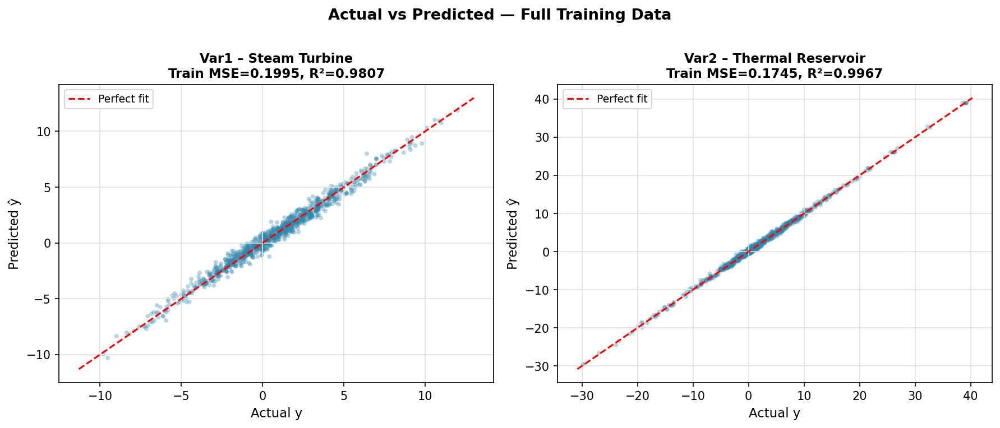 Actual vs Predicted — Full Training Data
Var1 – Steam Turbine
Train MSE=0.1995, R²=0.9807
Perfect fit
10
5
0
−5
−10
−10
−5
0
5
10
Predicted ŷ
Actual y
Var2 – Thermal Reservoir
Train MSE=0.1745, R²=0.9967
Perfect fit
40
30
20
10
0
−10
−20
−30
−30
−20
−10
0
10
20
30
40
Predicted ŷ
Actual y